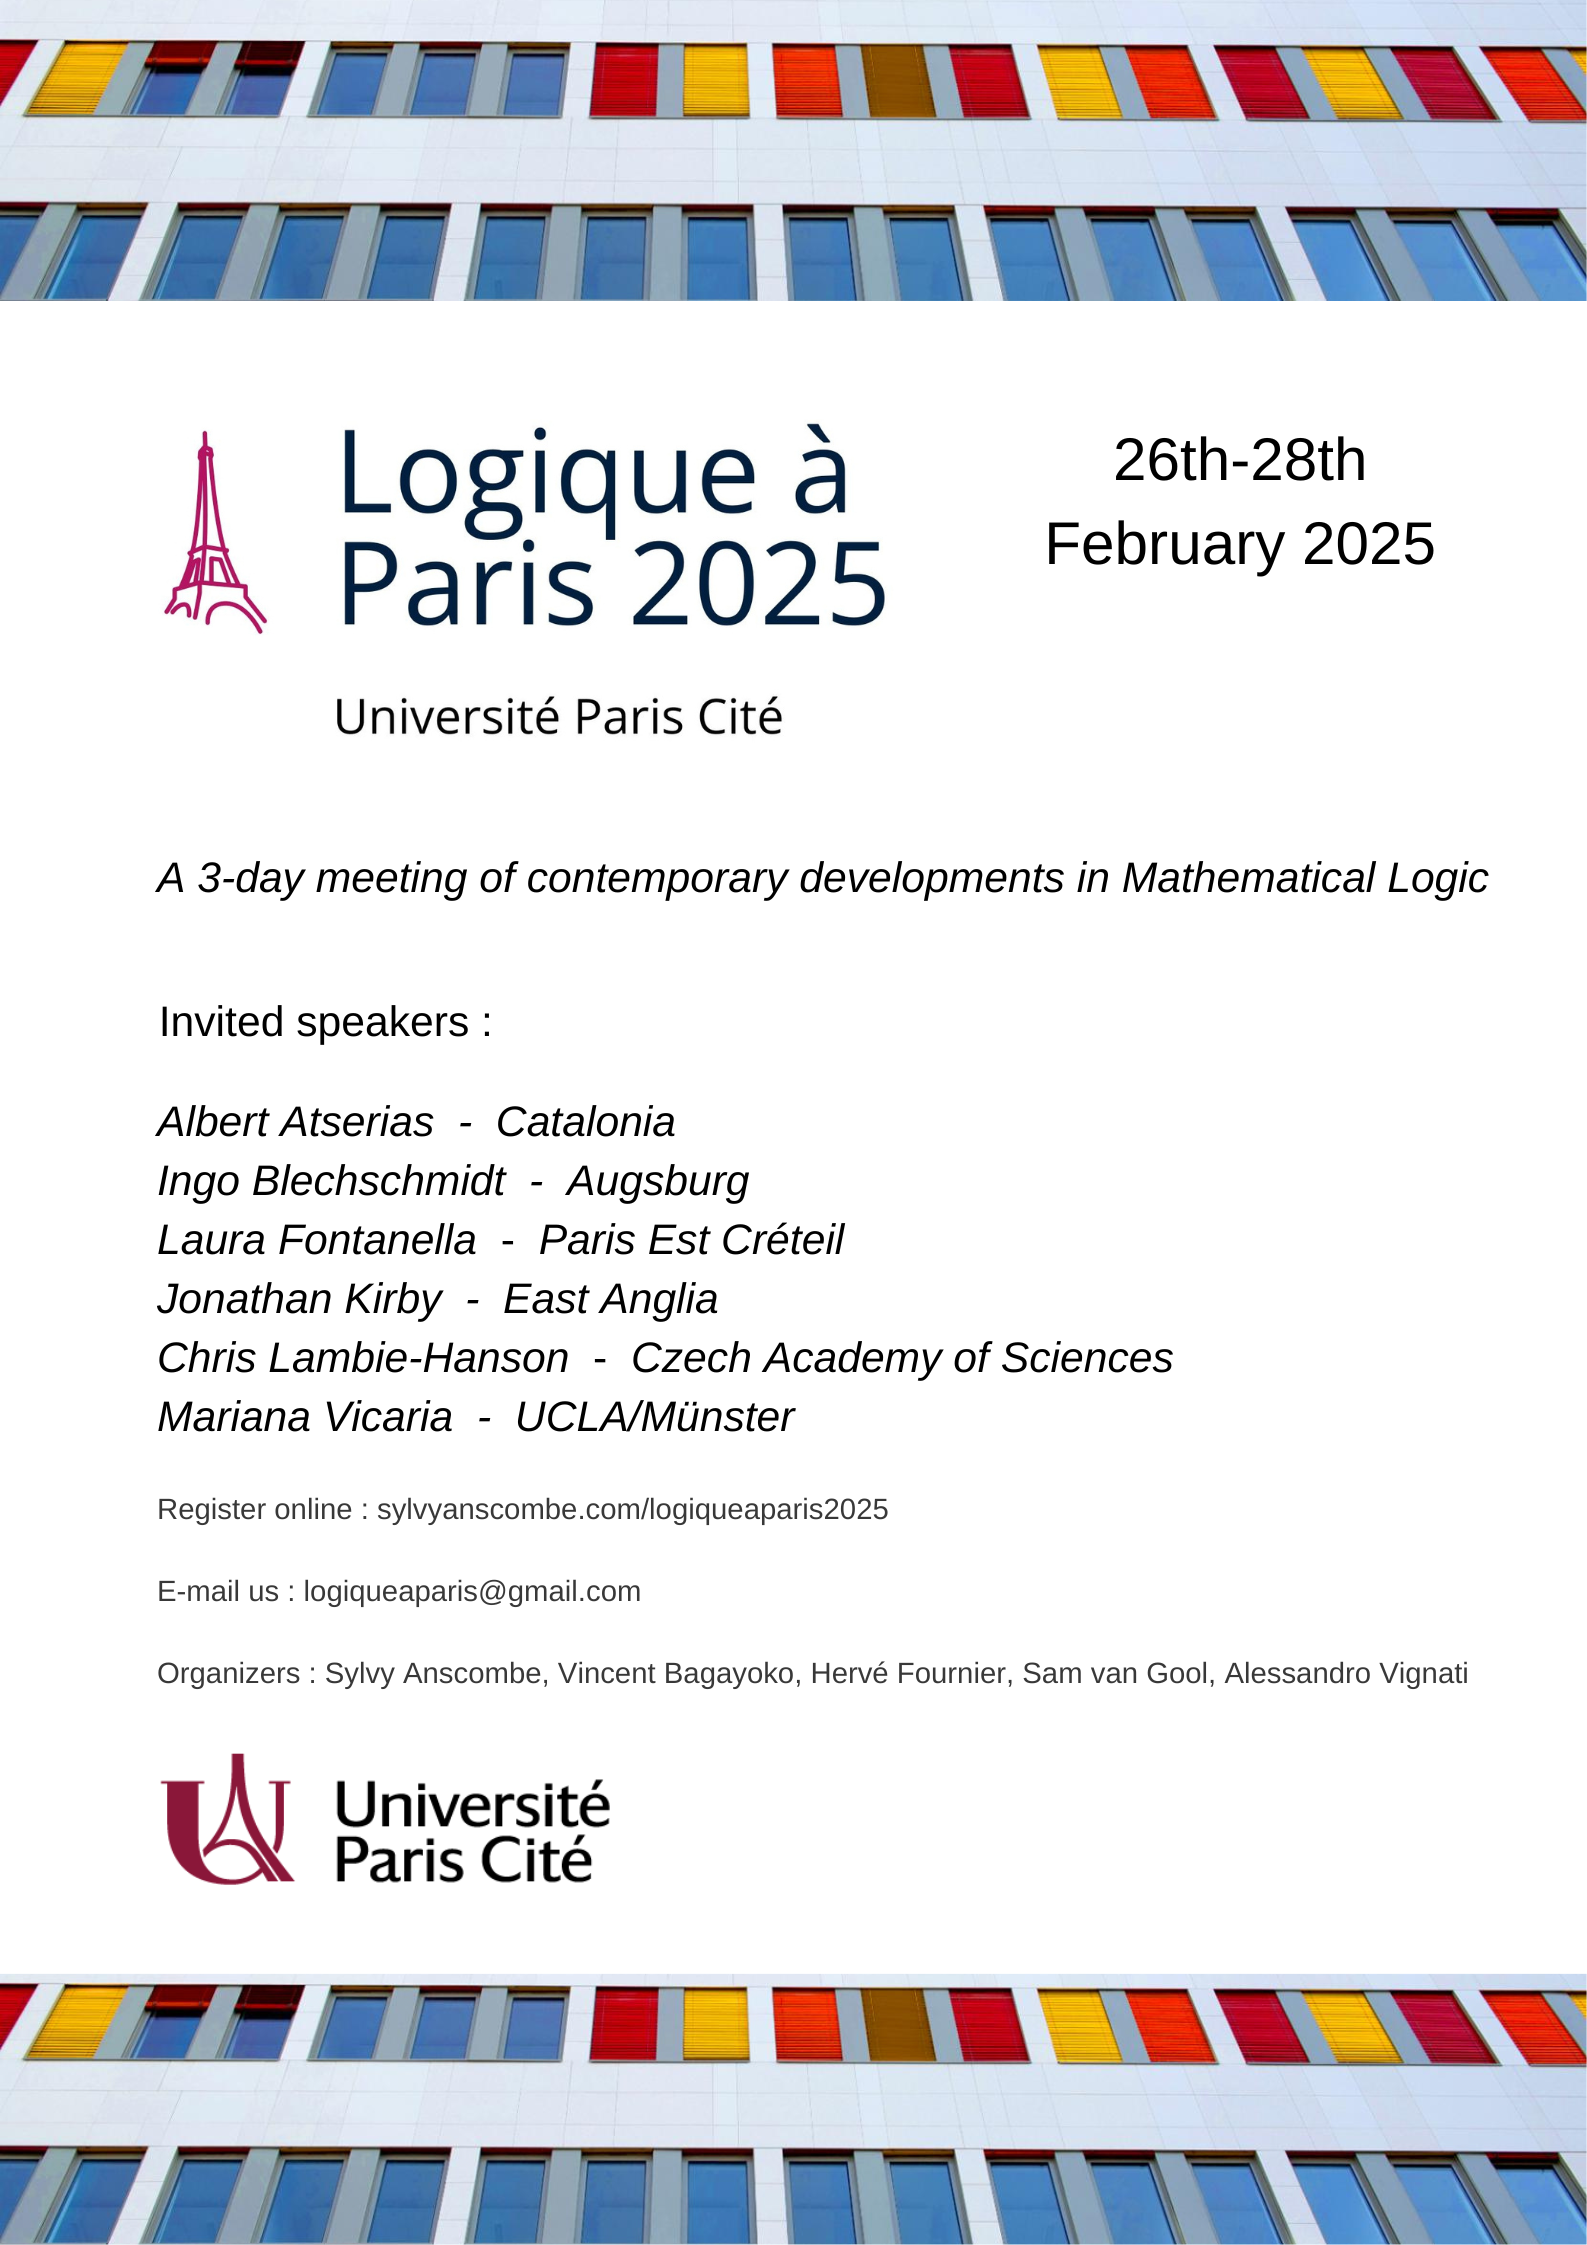 Logique à
Paris 2025
26th-28th
February 2025
Université Paris Cité
A 3-day meeting of contemporary developments in Mathematical Logic
Invited speakers :
Albert Atserias - Catalonia
Ingo Blechschmidt - Augsburg
Laura Fontanella - Paris Est Créteil
Jonathan Kirby - East Anglia
Chris Lambie-Hanson - Czech Academy of Sciences
Mariana Vicaria - UCLA/Münster
Register online : sylvyanscombe.com/logiqueaparis2025
E-mail us : logiqueaparis@gmail.com
Organizers : Sylvy Anscombe, Vincent Bagayoko, Hervé Fournier, Sam van Gool, Alessandro Vignati
Université
Paris Cité